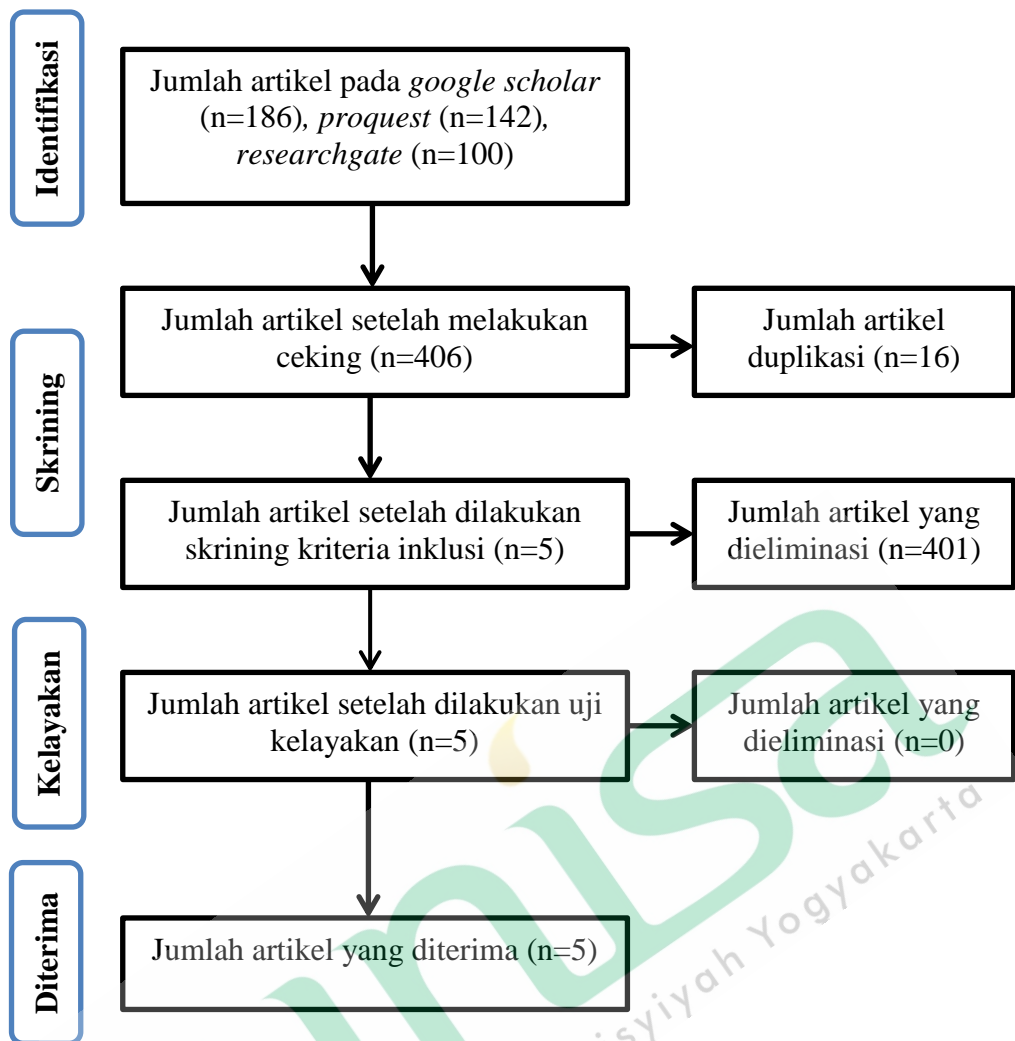 Identifikasi
Jumlah artikel pada google scholar
(n=186), proquest (n=142),
researchgate (n=100)
Skrining
Jumlah artikel setelah melakukan
ceking (n=406)
Jumlah artikel
duplikasi (n=16)
Jumlah artikel setelah dilakukan
skrining kriteria inklusi (n=5)
Jumlah artikel yang
dieliminasi (n=401)
Kelayakan
Jumlah artikel setelah dilakukan uji
kelayakan (n=5)
Jumlah artikel yang
dieliminasi (n=0)
Diterima
Jumlah artikel yang diterima (n=5)
unisa
Yogyakarta